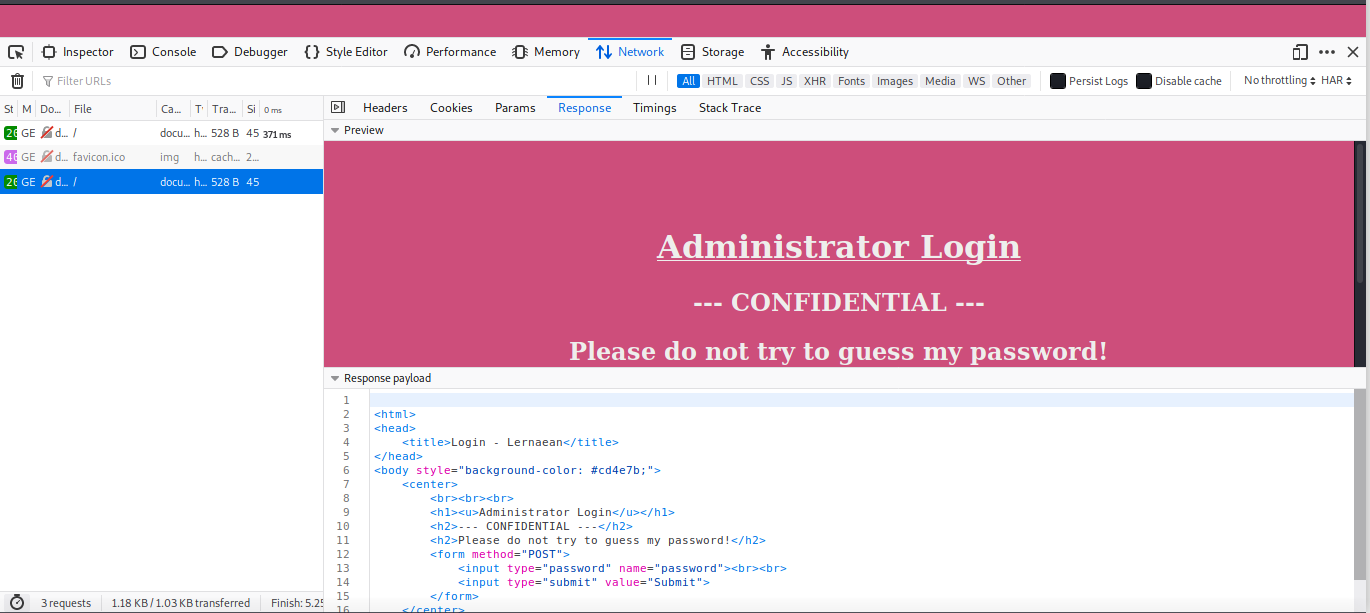 Inspector Console Debugger Style Editor Performance Memory Network Storage Accessibility
Filter URLs All HTML CSS JS XHR Fonts Images Media WS Other Persist Logs Disable cache No throttling HAR
St M Do... File Ca... Ty Tra... Si 0 ms
GE d... / docu... h... 528 B 45 371 ms
GE d... favicon.ico img h... cach... 2...
GE d... / docu... h... 528 B 45
3 requests 1.18 KB / 1.03 KB transferred Finish: 5.25
Headers Cookies Params Response Timings Stack Trace
Preview
Administrator Login
--- CONFIDENTIAL ---
Please do not try to guess my password!
Response payload
1
2 <html>
3 <head>
4 <title>Login - Lernaean</title>
5 </head>
6 <body style="background-color: #cd4e7b;">
7 <center>
8 <br><br><br>
9 <h1><u>Administrator Login</u></h1>
10 <h2>--- CONFIDENTIAL ---</h2>
11 <h2>Please do not try to guess my password!</h2>
12 <form method="POST">
13 <input type="password" name="password"><br><br>
14 <input type="submit" value="Submit">
15 </form>
16 </center>